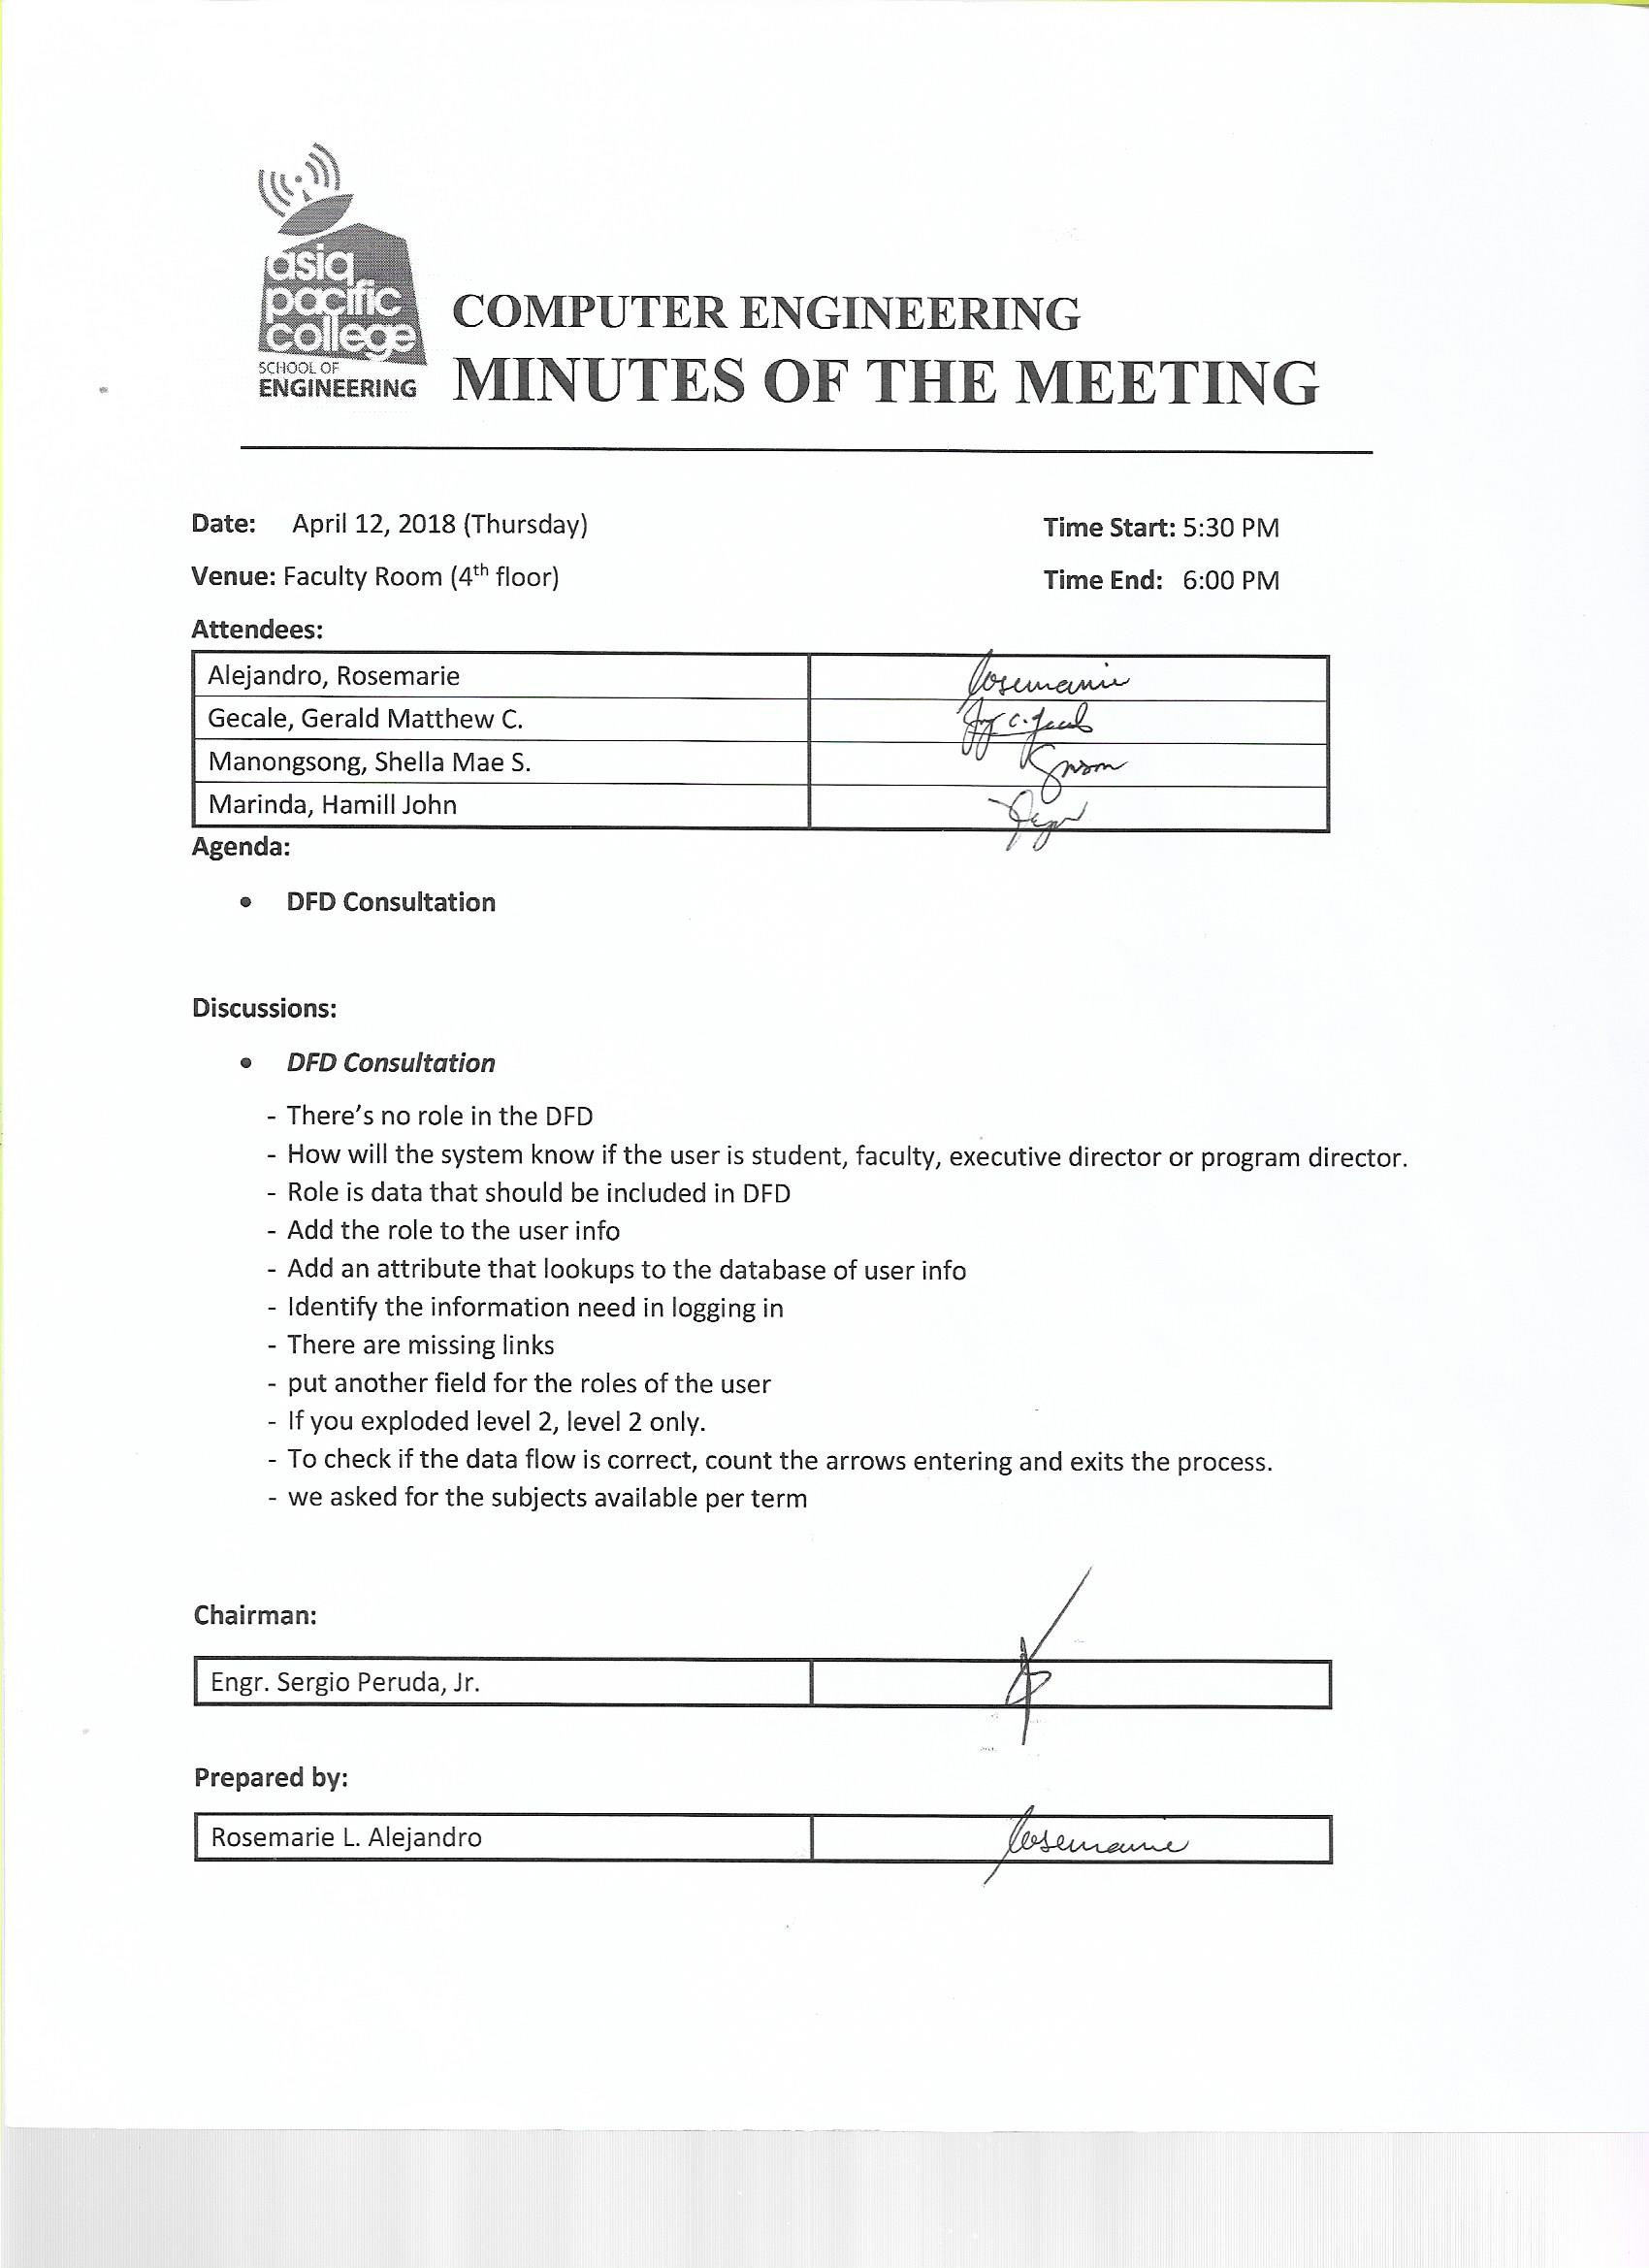 asia
pacific
college
SCHOOL OF
ENGINEERING
COMPUTER ENGINEERING
MINUTES OF THE MEETING
Date: April 12, 2018 (Thursday) Time Start: 5:30 PM
Venue: Faculty Room (4th floor) Time End: 6:00 PM
Attendees:
Alejandro, Rosemarie Rosemarie
Gecale, Gerald Matthew C.
Manongsong, Shella Mae S.
Marinda, Hamill John
Agenda:
• DFD Consultation
Discussions:
• DFD Consultation
- There's no role in the DFD
- How will the system know if the user is student, faculty, executive director or program director.
- Role is data that should be included in DFD
- Add the role to the user info
- Add an attribute that lookups to the database of user info
- Identify the information need in logging in
- There are missing links
- put another field for the roles of the user
- If you exploded level 2, level 2 only.
- To check if the data flow is correct, count the arrows entering and exits the process.
- we asked for the subjects available per term
Chairman:
Engr. Sergio Peruda, Jr.
Prepared by:
Rosemarie L. Alejandro Rosemarie